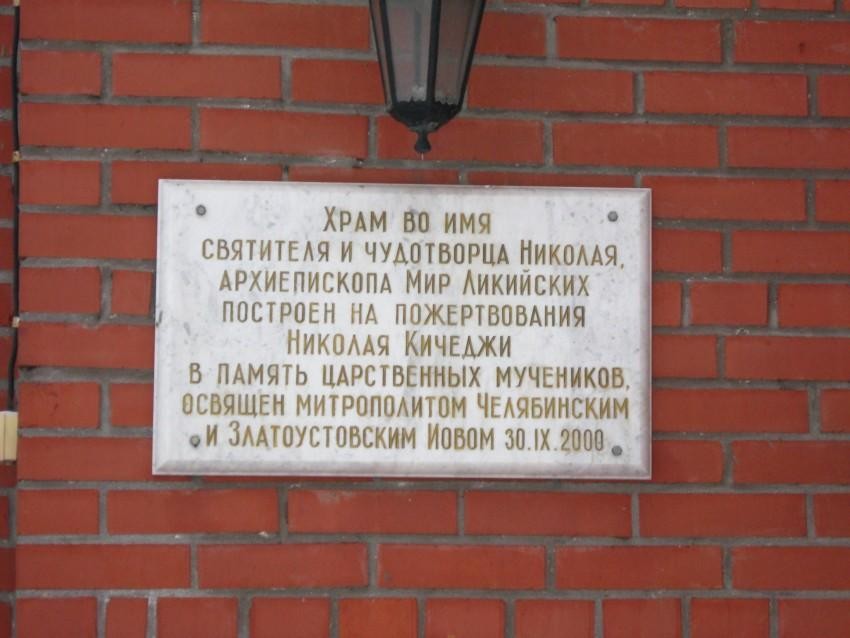 Храм во имя
святителя и чудотворца Николая,
архиепископа Мир Ликийских
построен на пожертвования
Николая Кичеджи
в память царственных мучеников,
освящен митрополитом Челябинским
и Златоустовским Иовом 30.IX.2000